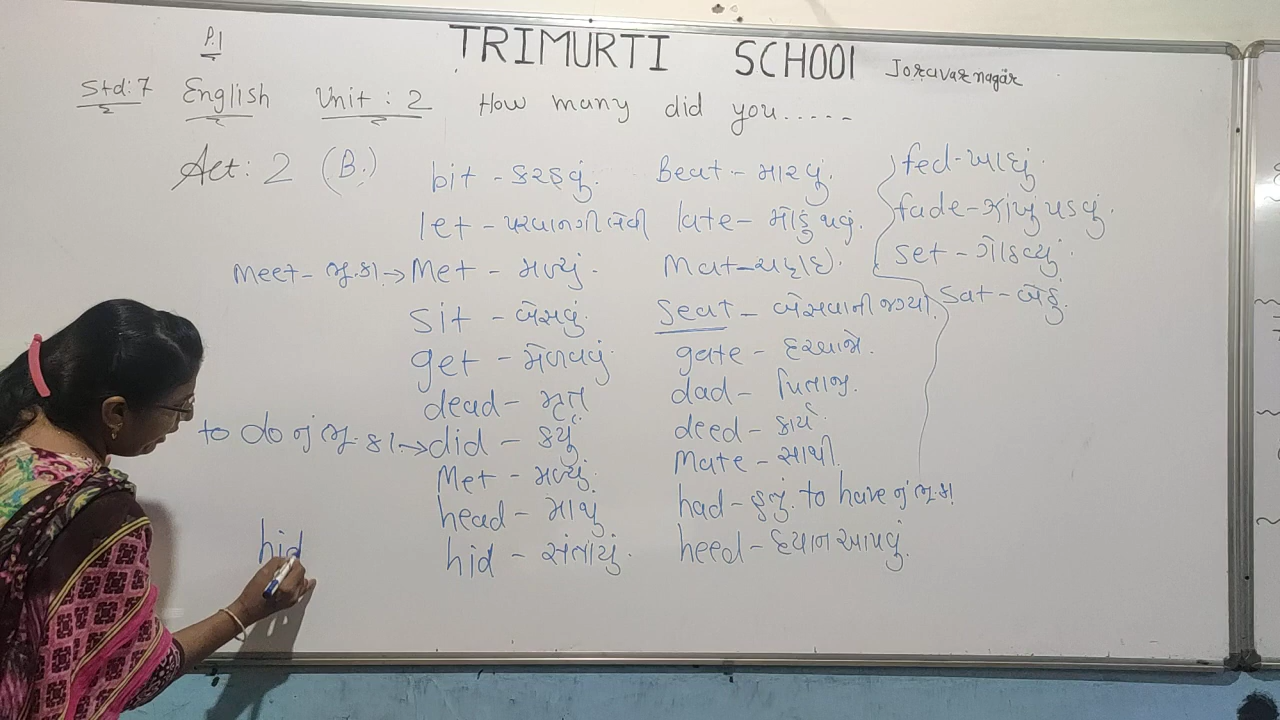 P.1
TRIMURTI SCHOOL Joravarnagar
Std:7 English Unit : 2 How many did you.....
Act: 2 (B.)
bit - કરડવું. Beat - મારવું. fed - ખાધું.
let - પરવાનગી લેવી late - મોડું થવું. fade - ઝાંખું પડવું.
Meet - ભૂ.કા. → Met - મળ્યું. Mat - ચટ્ટાઇ. set - ગોઠવ્યું.
sit - બેસવું. Seat - બેસવાની જગ્યા. sat - બેઠું.
get - મેળવવું. gate - દરવાજો.
dead - મૃત dad - પિતાજી.
to do નું ભૂ.કા. → did - કર્યું deed - કાર્ય.
Met - મળ્યું. Mate - સાથી.
head - માથું had - હતું. to have નું ભૂ.કા
hid hid - સંતાયું. heed - ધ્યાન આપવું.